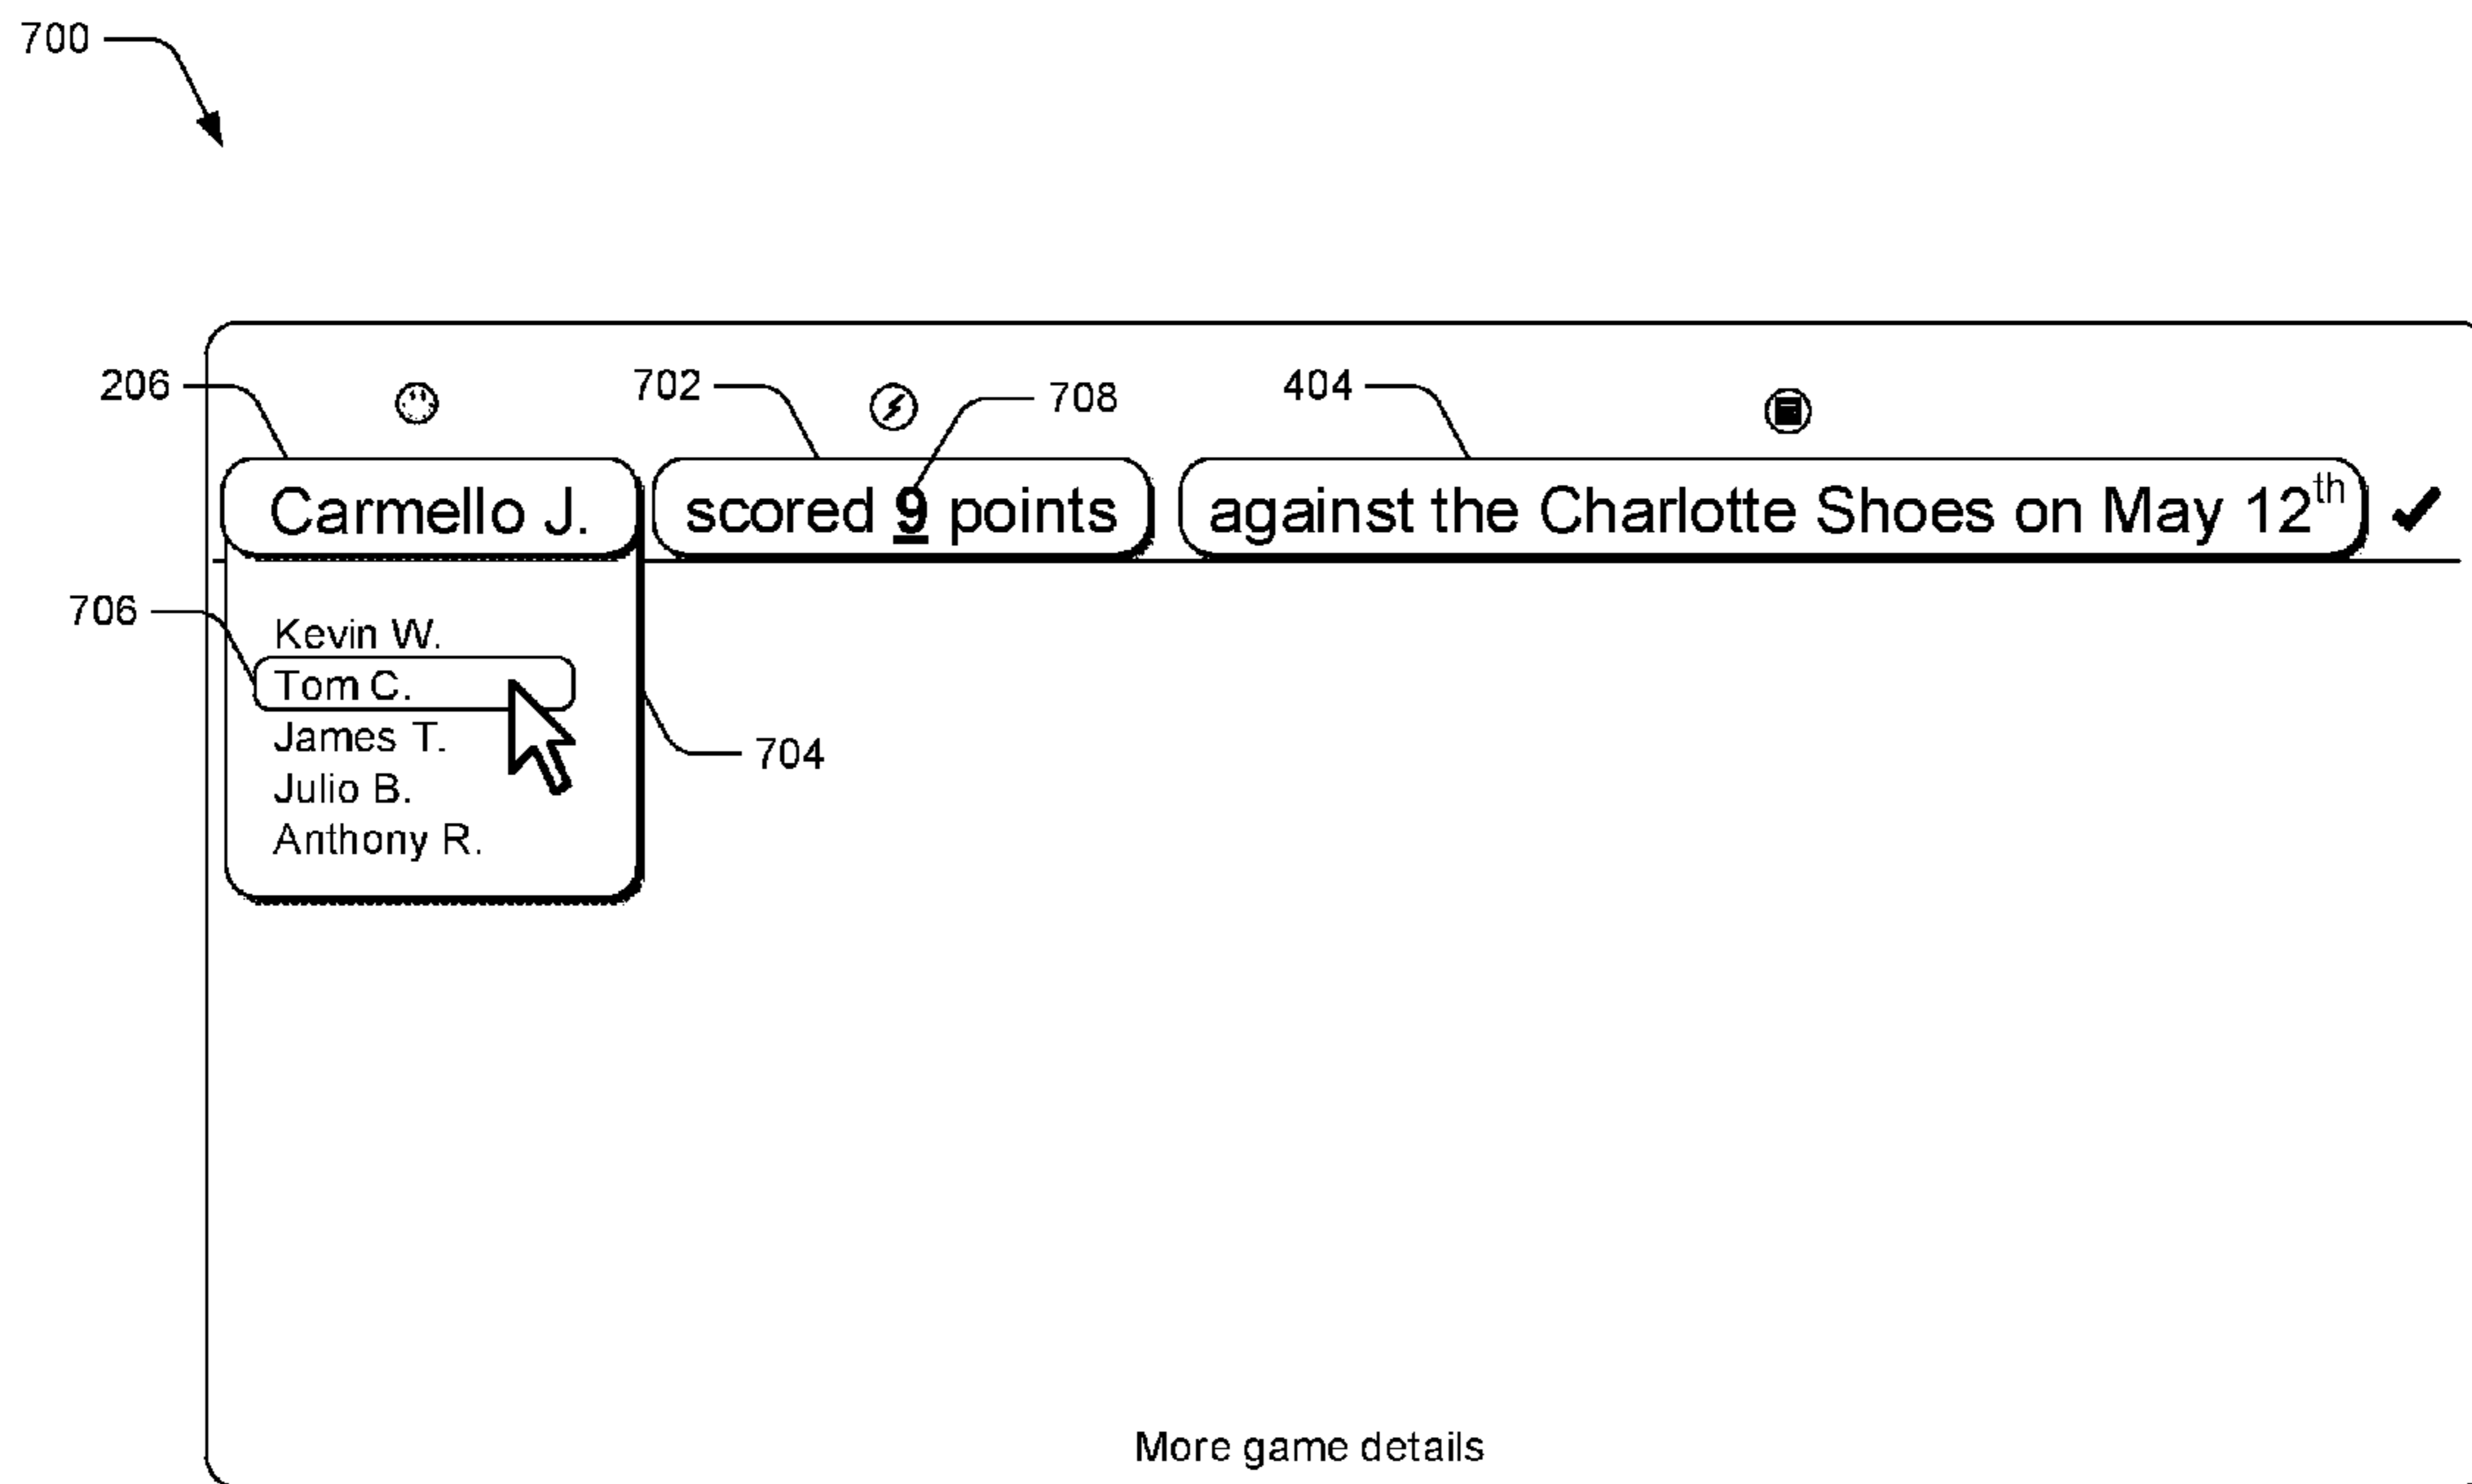 700
206
702
708
404
Carmello J.
scored 9 points
against the Charlotte Shoes on May 12th
706
Kevin W.
Tom C.
James T.
704
Julio B.
Anthony R.
More game details